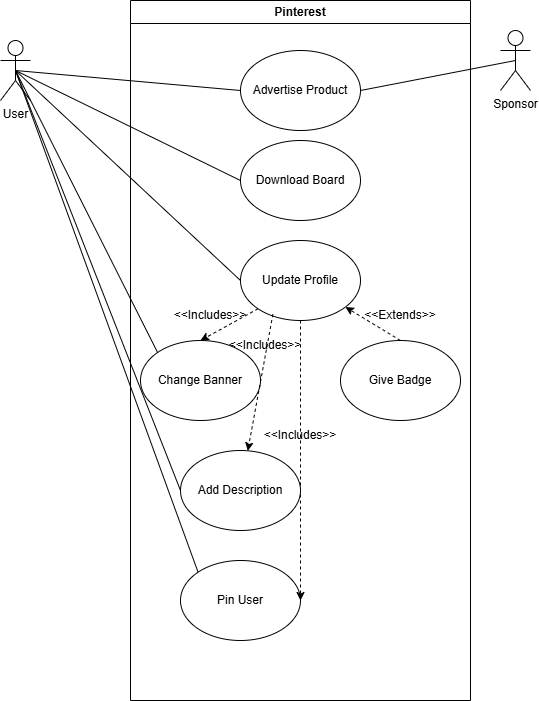 Pinterest
Advertise Product
User
Sponsor
Download Board
Update Profile
<<Includes>>
<<Extends>>
<<Includes>>
Change Banner
Give Badge
<<Includes>>
Add Description
Pin User